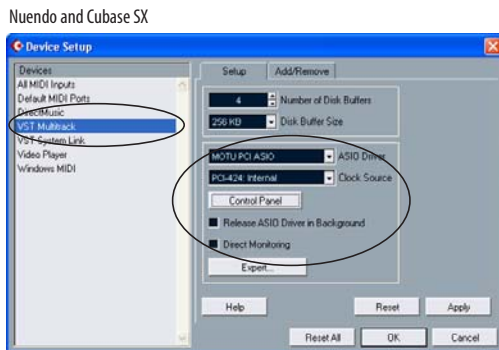 Nuendo and Cubase SX
Device Setup
Devices
All MIDI Inputs
Default MIDI Ports
DirectMusic
VST Multitrack
VST System Link
Video Player
Windows MIDI
Setup
Add/Remove
4 Number of Disk Buffers
256 KB Disk Buffer Size
MOTU PCI ASIO ASIO Driver
PCI-424: Internal Clock Source
Control Panel
Release ASIO Driver in Background
Direct Monitoring
Expert...
Help
Reset
Apply
Reset All
OK
Cancel